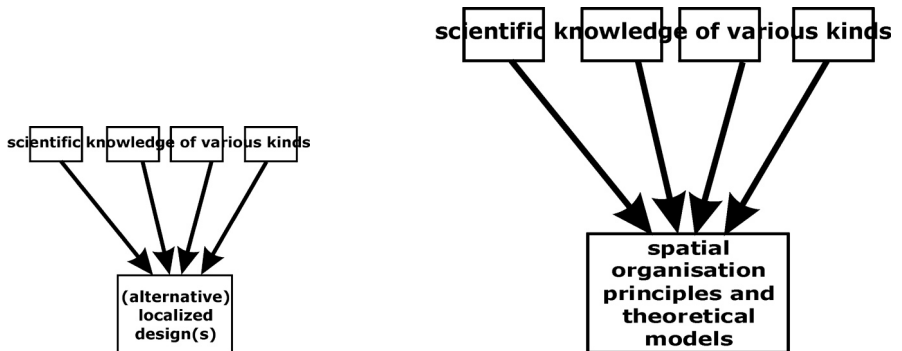 scientific knowledge of various kinds
(alternative)
localized
design(s)
scientific knowledge of various kinds
spatial
organisation
principles and
theoretical
models